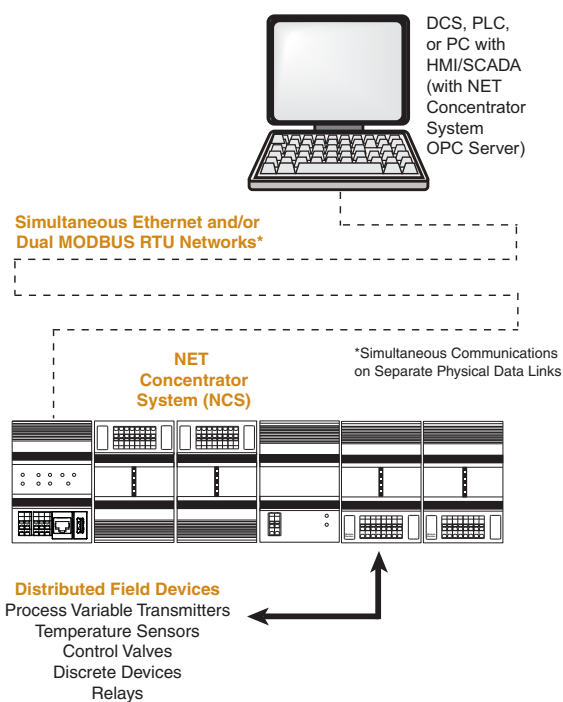 DCS, PLC,
or PC with
HMI/SCADA
(with NET
Concentrator
System
OPC Server)
Simultaneous Ethernet and/or
Dual MODBUS RTU Networks*
*Simultaneous Communications
on Separate Physical Data Links
NET
Concentrator
System (NCS)
Distributed Field Devices
Process Variable Transmitters
Temperature Sensors
Control Valves
Discrete Devices
Relays